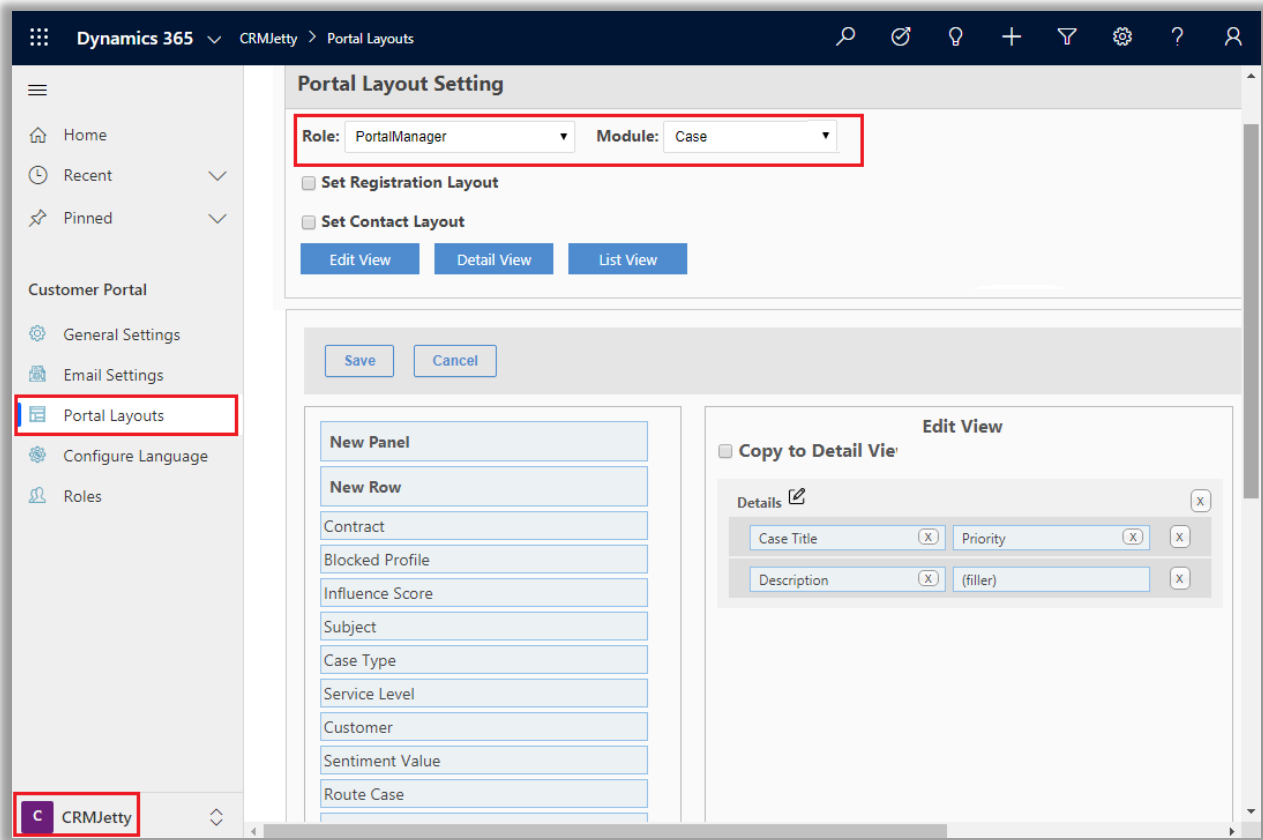 Dynamics 365 CRMJetty > Portal Layouts
Portal Layout Setting
Home
Role: PortalManager Module: Case
Recent
Set Registration Layout
Pinned
Set Contact Layout
Edit View Detail View List View
Customer Portal
General Settings
Email Settings
Portal Layouts
Configure Language
Roles
Save Cancel
New Panel
New Row
Contract
Blocked Profile
Influence Score
Subject
Case Type
Service Level
Customer
Sentiment Value
Route Case
Edit View
Copy to Detail Vie
Details X
Case Title X Priority X X
Description X (filler) X
C CRMJetty